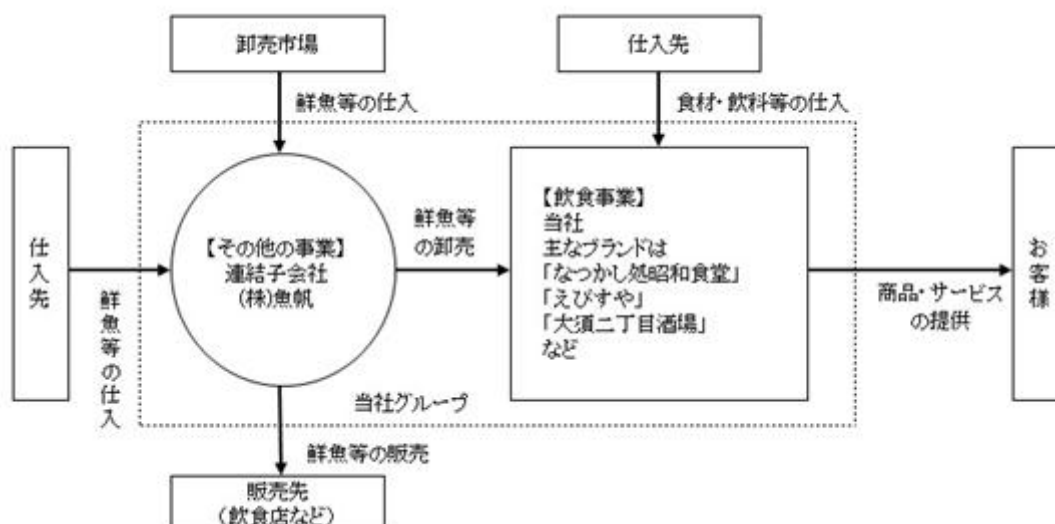 卸売市場
仕入先
鮮魚等の仕入
食材・飲料等の仕入
仕入先
鮮魚等の仕入
【その他の事業】
連結子会社
(株)魚帆
鮮魚等
の卸売
【飲食事業】
当社
主なブランドは
「なつかし処昭和食堂」
「えびすや」
「大須二丁目酒場」
など
商品・サービス
の提供
お客様
当社グループ
鮮魚等の販売
販売先
(飲食店など)